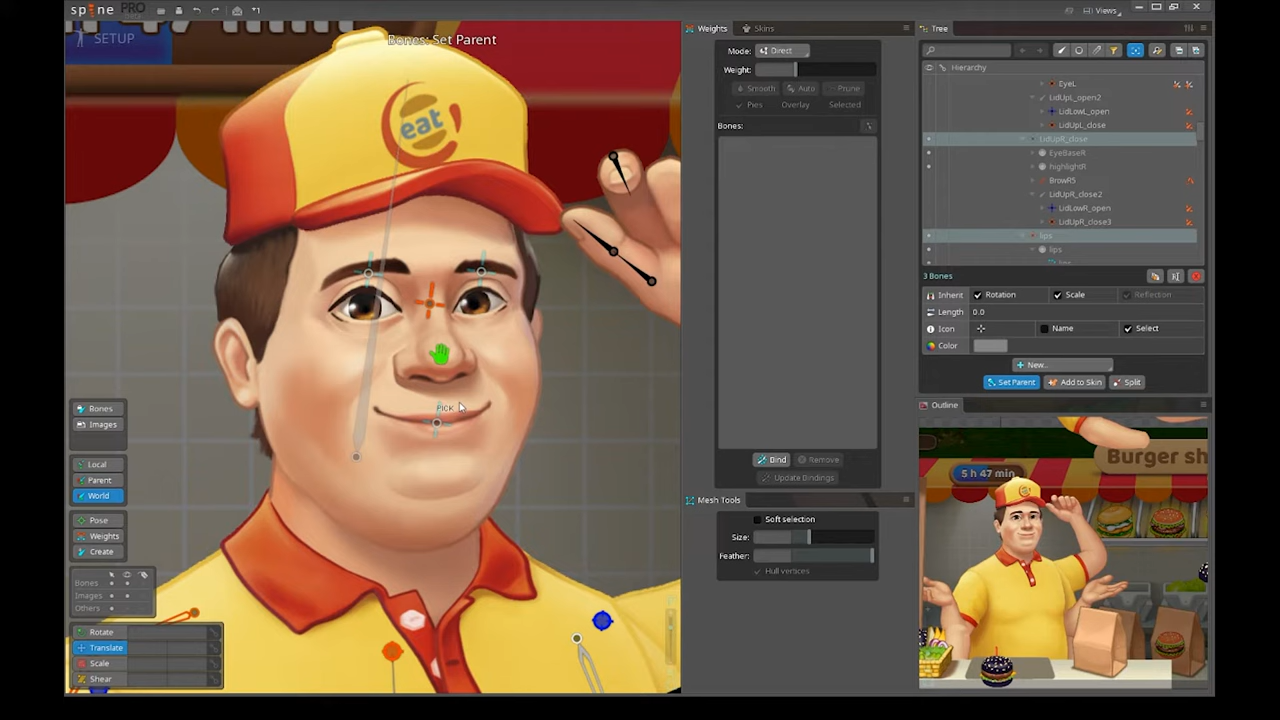 spine PRO
Beta
Views
SETUP
Bones: Set Parent
eat
PICK
Bones
Images
Local
Parent
World
Pose
Weights
Create
Bones
Images
Others
Rotate
Translate
Scale
Shear
Weights
Skins
Mode: Direct
Weight:
Smooth
Auto
Prune
Pies
Overlay
Selected
Bones:
Bind
Remove
Update Bindings
Mesh Tools
Soft selection
Size:
Feather:
Hull vertices
Tree
Hierarchy
EyeL
LidUpL_open2
LidLowL_open
LidUpL_close
LidUpR_close
EyeBaseR
highlightR
BrowR5
LidUpR_close2
LidLowR_open
LidUpR_close3
lips
lips
3 Bones
Inherit
Rotation
Scale
Reflection
Length
0.0
Icon
Name
Select
Color
New...
Set Parent
Add to Skin
Split
Outline
Burger sh
5 h 47 min